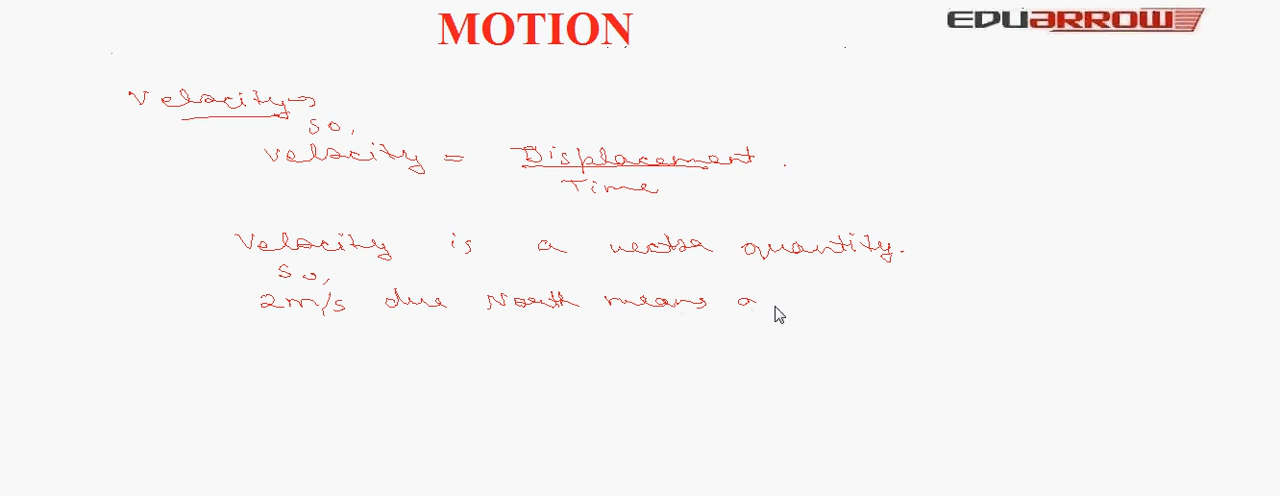 MOTION
EDUARROW
Velocity→
so,
velocity = Displacement.
Time
Velocity is a vector quantity.
So,
2m/s due North means a